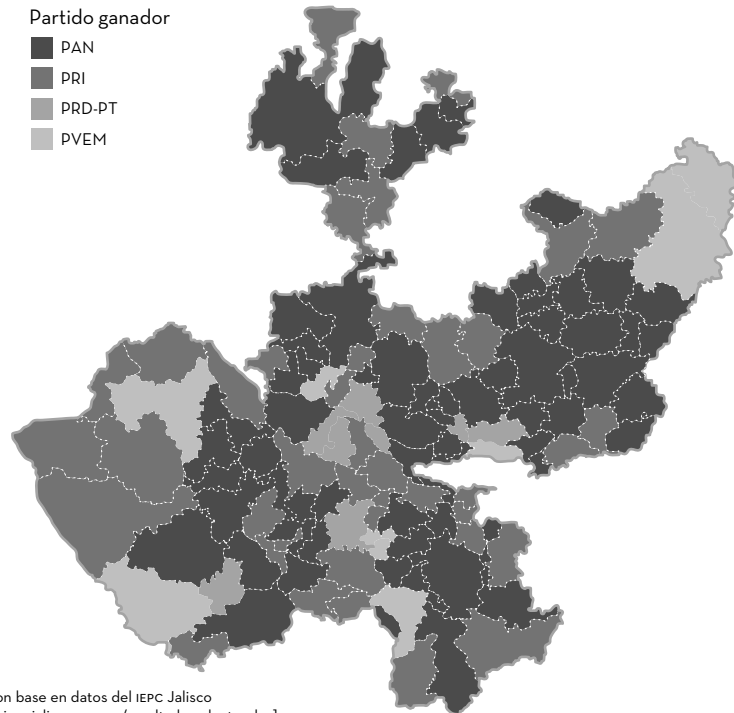 Partido ganador
PAN
PRI
PRD-PT
PVEM
on base en datos del IEPC Jalisco